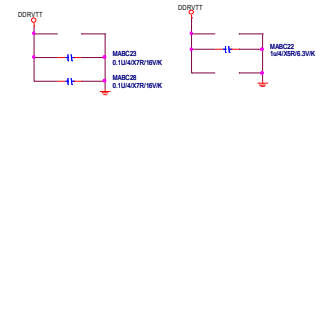 DDRVTT
MABC23
0.1U/4/X7R/16V/K
MABC28
0.1U/4/X7R/16V/K
DDRVTT
MABC22
1u/4/X5R/6.3V/K